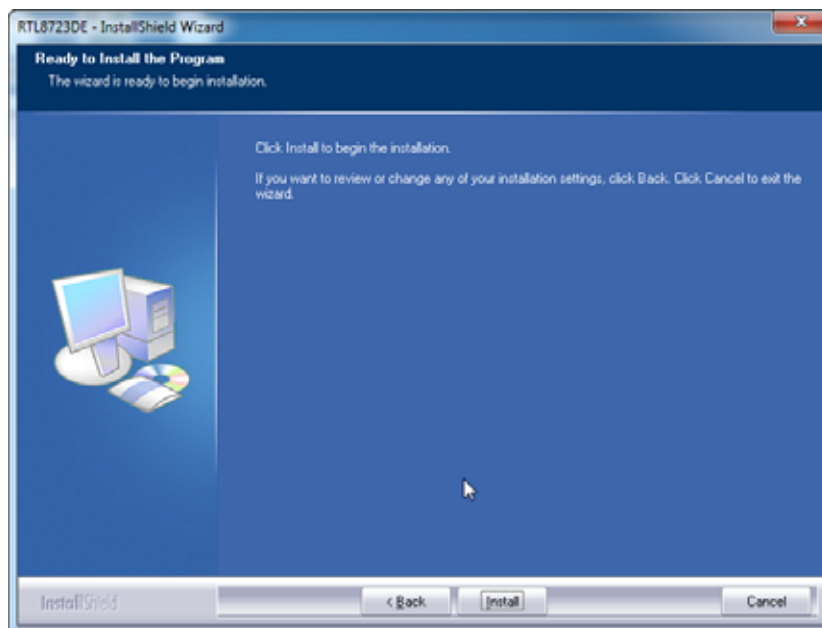 RTL8723DE - InstallShield Wizard
Ready to Install the Program
The wizard is ready to begin installation.
Click Install to begin the installation.
If you want to review or change any of your installation settings, click Back. Click Cancel to exit the
wizard.
InstallShield
< Back
Install
Cancel